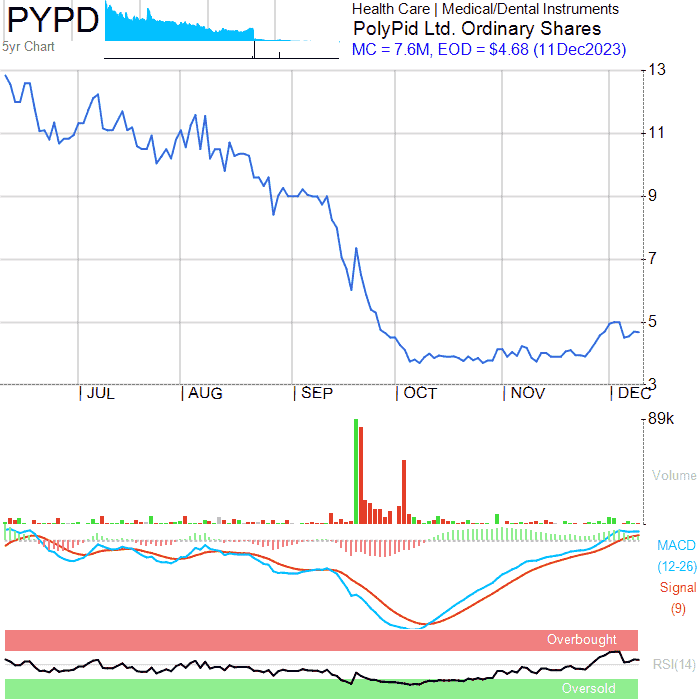 PYPD
5yr Chart
Health Care | Medical/Dental Instruments
PolyPid Ltd. Ordinary Shares
MC = 7.6M, EOD = $4.68 (11Dec2023)
13
11
9
7
5
3
JUL
AUG
SEP
OCT
NOV
DEC
89k
Volume
MACD
(12-26)
Signal
(9)
Overbought
RSI(14)
Oversold